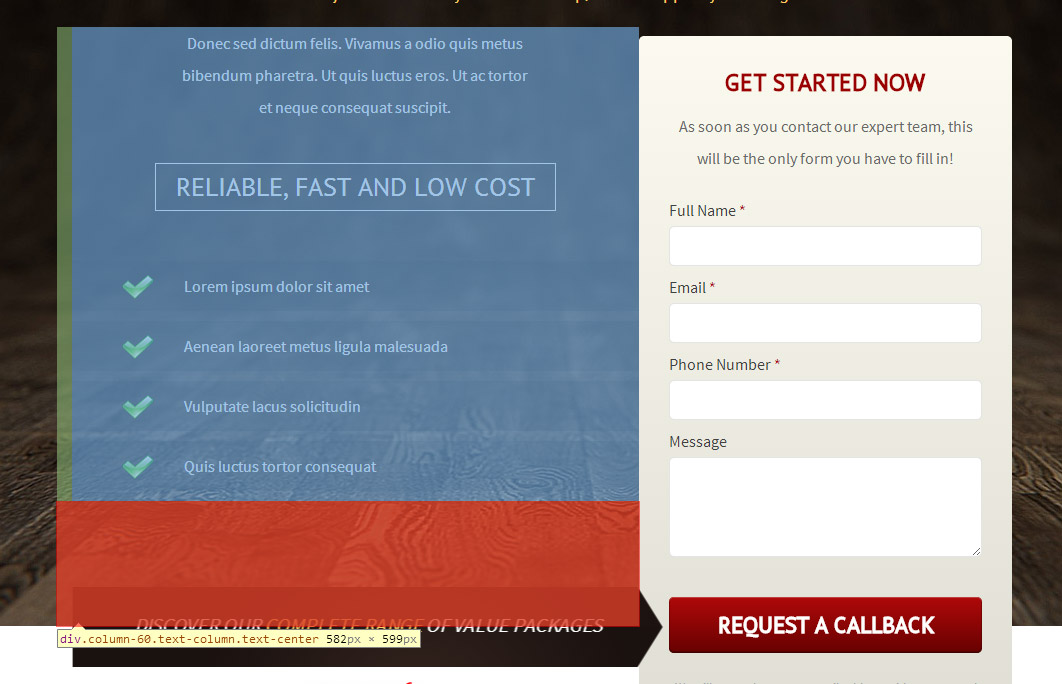 Donec sed dictum felis. Vivamus a odio quis metus
bibendum pharetra. Ut quis luctus eros. Ut ac tortor
et neque consequat suscipit.
RELIABLE, FAST AND LOW COST
Lorem ipsum dolor sit amet
Aenean laoreet metus ligula malesuada
Vulputate lacus solicitudin
Quis luctus tortor consequat
DISCOVER OUR COMPLETE RANGE OF VALUE PACKAGES
div.column-60.text-column.text-center 582px × 599px
GET STARTED NOW
As soon as you contact our expert team, this
will be the only form you have to fill in!
Full Name *
Email *
Phone Number *
Message
REQUEST A CALLBACK